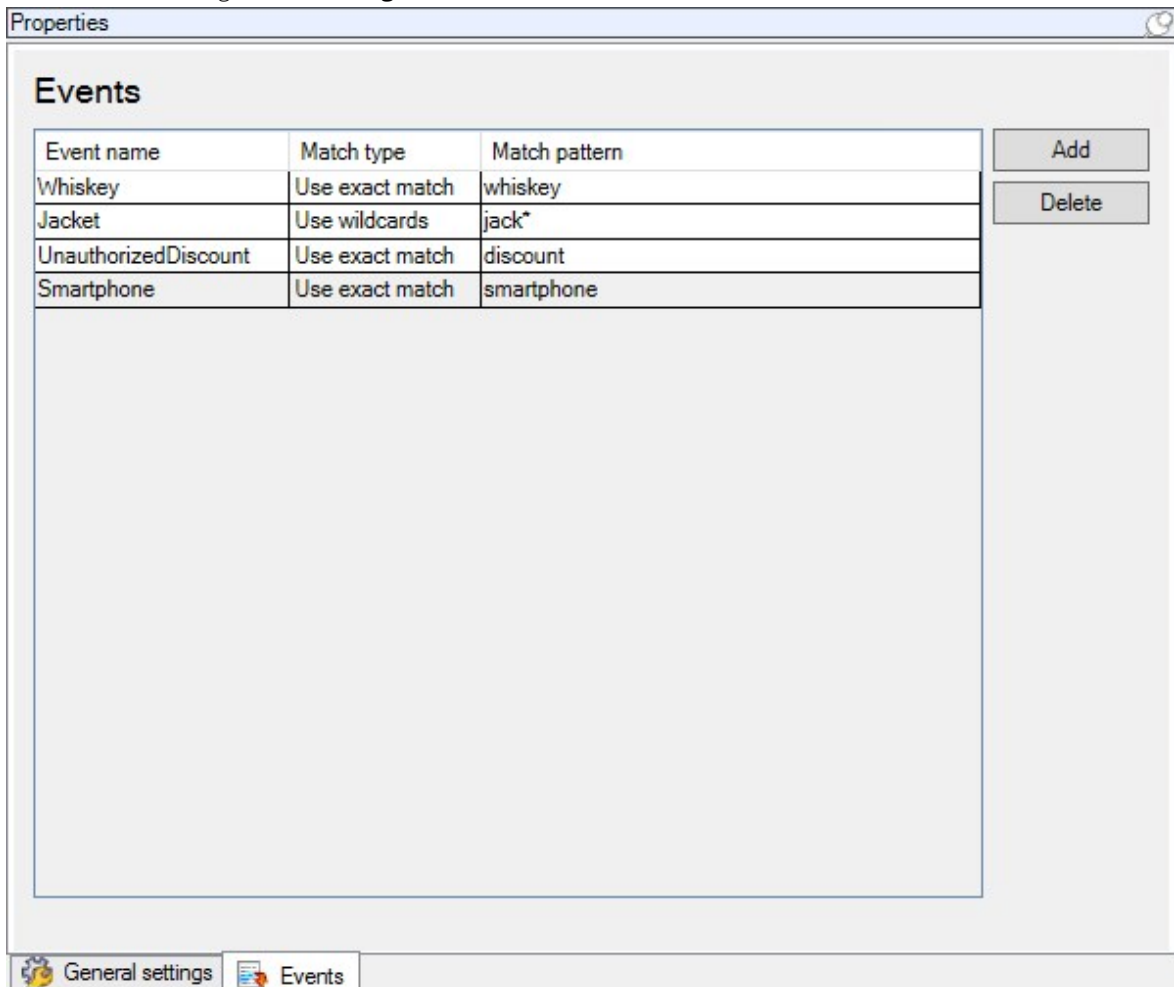 Properties
Events
Event name Match type Match pattern Add
Whiskey Use exact match whiskey
Delete
Jacket Use wildcards jack*
UnauthorizedDiscount Use exact match discount
Smartphone Use exact match smartphone
General settings Events